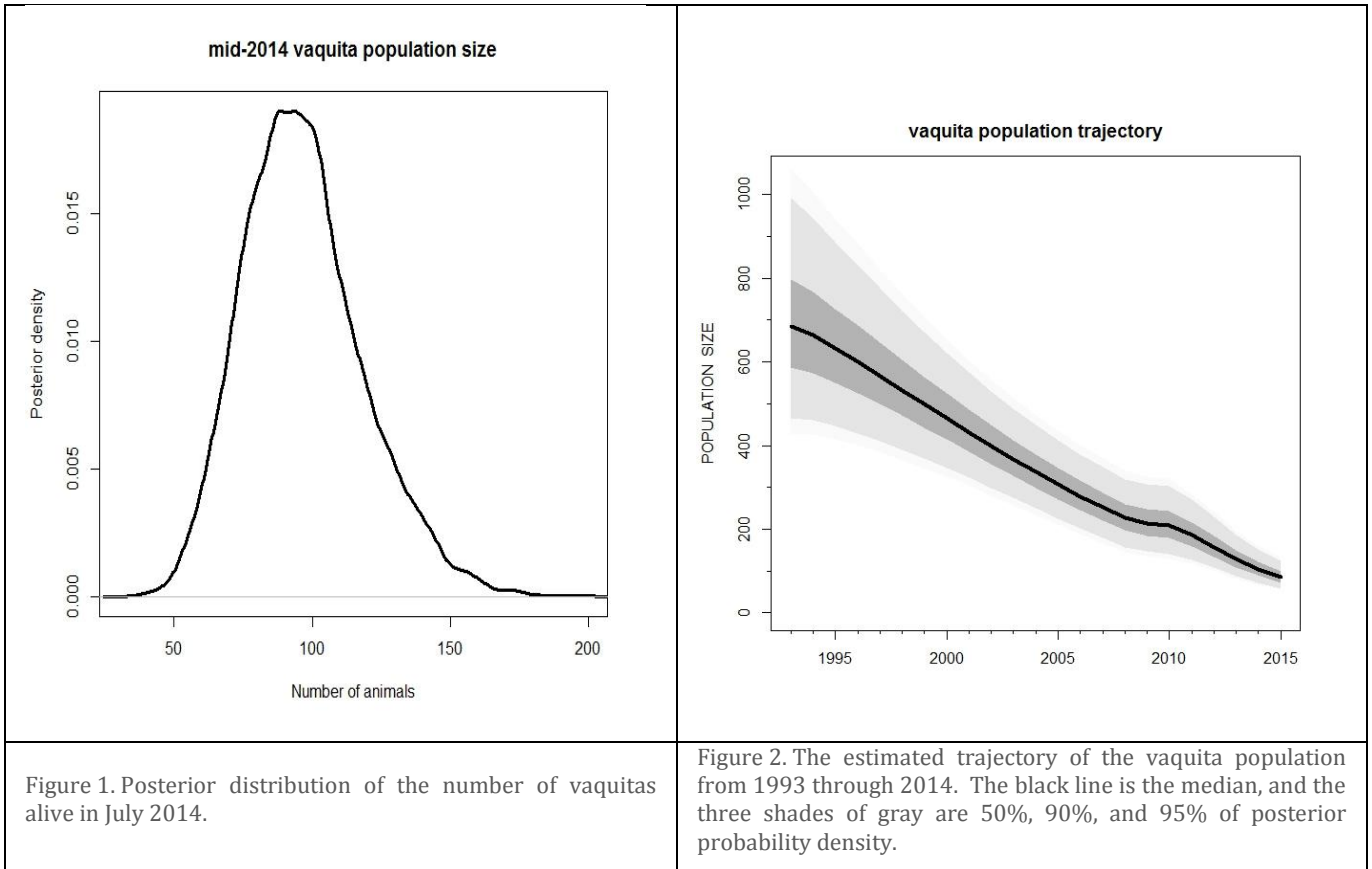 mid-2014 vaquita population size
Posterior density
0.015
0.010
0.005
0.000
50
100
150
200
Number of animals
vaquita population trajectory
POPULATION SIZE
1000
800
600
400
200
0
1995
2000
2005
2010
2015
Figure 1. Posterior distribution of the number of vaquitas
alive in July 2014.
Figure 2. The estimated trajectory of the vaquita population
from 1993 through 2014. The black line is the median, and the
three shades of gray are 50%, 90%, and 95% of posterior
probability density.